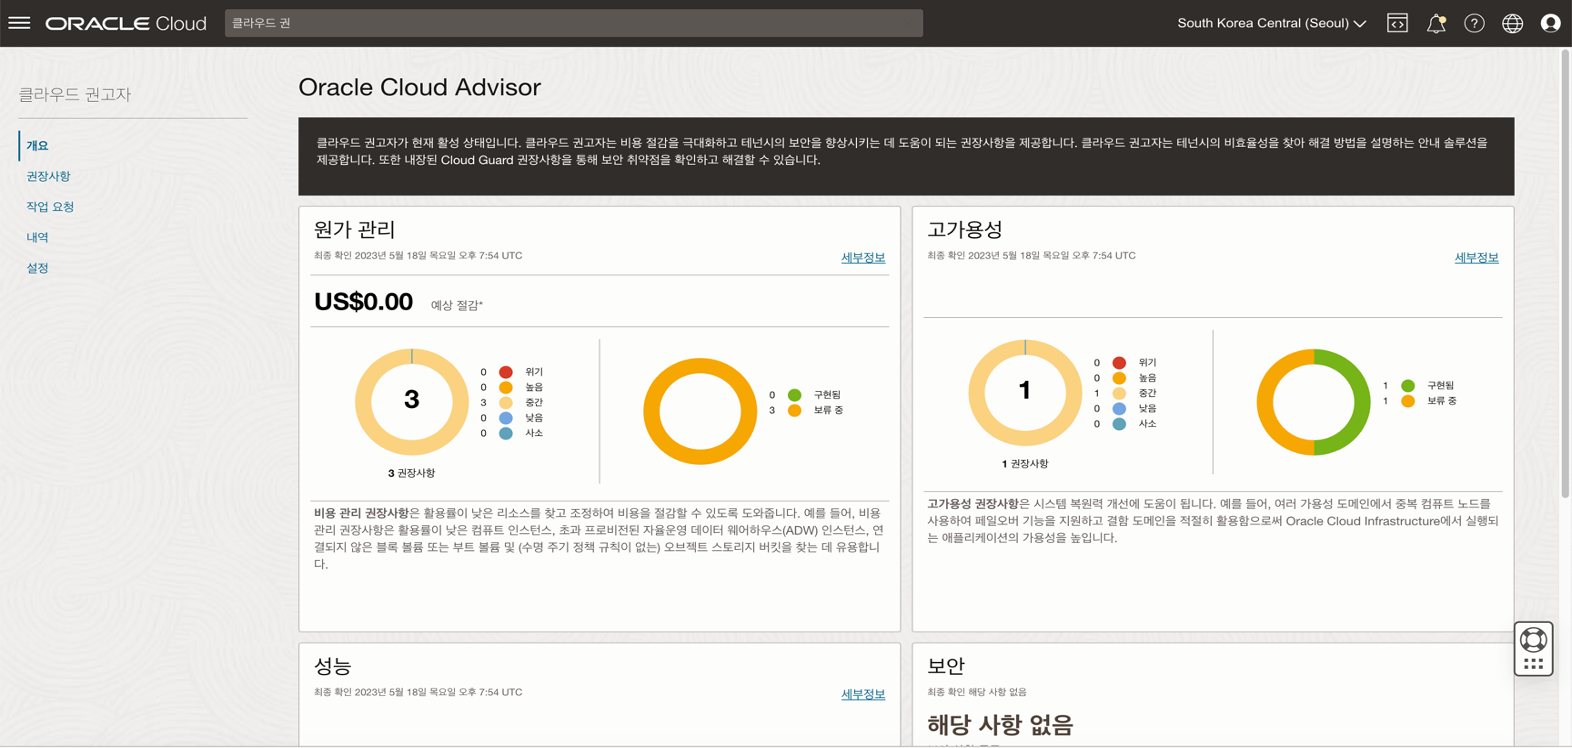 ORACLE Cloud
클라우드 권
South Korea Central (Seoul)
클라우드 권고자
개요
권장사항
작업 요청
내역
설정
Oracle Cloud Advisor
클라우드 권고자가 현재 활성 상태입니다. 클라우드 권고자는 비용 절감을 극대화하고 테넌시의 보안을 향상시키는 데 도움이 되는 권장사항을 제공합니다. 클라우드 권고자는 테넌시의 비효율성을 찾아 해결 방법을 설명하는 안내 솔루션을
제공합니다. 또한 내장된 Cloud Guard 권장사항을 통해 보안 취약점을 확인하고 해결할 수 있습니다.
원가 관리
최종 확인 2023년 5월 18일 목요일 오후 7:54 UTC
세부정보
US$0.00 예상 절감*
3
0 위기
0 높음
3 중간
0 낮음
0 사소
3 권장사항
0 구현됨
3 보류 중
비용 관리 권장사항은 활용률이 낮은 리소스를 찾고 조정하여 비용을 절감할 수 있도록 도와줍니다. 예를 들어, 비용
관리 권장사항은 활용률이 낮은 컴퓨트 인스턴스, 초과 프로비전된 자율운영 데이터 웨어하우스(ADW) 인스턴스, 연
결되지 않은 블록 볼륨 또는 부트 볼륨 및 (수명 주기 정책 규칙이 없는) 오브젝트 스토리지 버킷을 찾는 데 유용합니
다.
고가용성
최종 확인 2023년 5월 18일 목요일 오후 7:54 UTC
세부정보
1
0 위기
0 높음
1 중간
0 낮음
0 사소
1 권장사항
1 구현됨
1 보류 중
고가용성 권장사항은 시스템 복원력 개선에 도움이 됩니다. 예를 들어, 여러 가용성 도메인에서 중복 컴퓨트 노드를
사용하여 페일오버 기능을 지원하고 결함 도메인을 적절히 활용함으로써 Oracle Cloud Infrastructure에서 실행되
는 애플리케이션의 가용성을 높입니다.
성능
최종 확인 2023년 5월 18일 목요일 오후 7:54 UTC
세부정보
보안
최종 확인 해당 사항 없음
해당 사항 없음